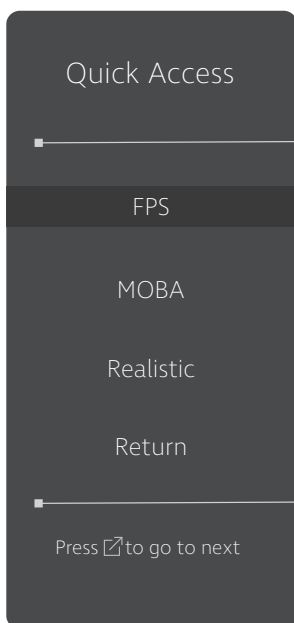 Quick Access
FPS
MOBA
Realistic
Return
Press to go to next